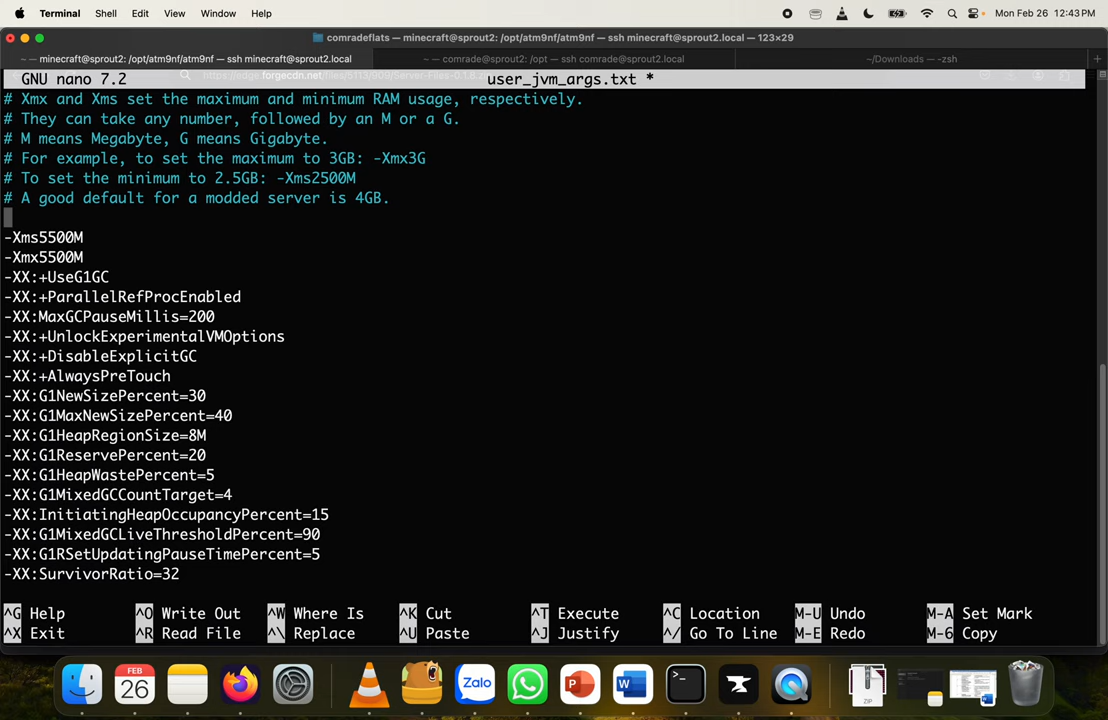 Terminal Shell Edit View Window Help Mon Feb 26 12:43 PM
comradeflats — minecraft@sprout2: /opt/atm9nf/atm9nf — ssh minecraft@sprout2.local — 123×29
~ — minecraft@sprout2: /opt/atm9nf/atm9nf — ssh minecraft@sprout2.local ~ — comrade@sprout2: /opt — ssh comrade@sprout2.local ~/Downloads — -zsh
GNU nano 7.2 user_jvm_args.txt *
# Xmx and Xms set the maximum and minimum RAM usage, respectively.
# They can take any number, followed by an M or a G.
# M means Megabyte, G means Gigabyte.
# For example, to set the maximum to 3GB: -Xmx3G
# To set the minimum to 2.5GB: -Xms2500M
# A good default for a modded server is 4GB.
-Xms5500M
-Xmx5500M
-XX:+UseG1GC
-XX:+ParallelRefProcEnabled
-XX:MaxGCPauseMillis=200
-XX:+UnlockExperimentalVMOptions
-XX:+DisableExplicitGC
-XX:+AlwaysPreTouch
-XX:G1NewSizePercent=30
-XX:G1MaxNewSizePercent=40
-XX:G1HeapRegionSize=8M
-XX:G1ReservePercent=20
-XX:G1HeapWastePercent=5
-XX:G1MixedGCCountTarget=4
-XX:InitiatingHeapOccupancyPercent=15
-XX:G1MixedGCLiveThresholdPercent=90
-XX:G1RSetUpdatingPauseTimePercent=5
-XX:SurvivorRatio=32
^G Help ^O Write Out ^W Where Is ^K Cut ^T Execute ^C Location M-U Undo M-A Set Mark
^X Exit ^R Read File ^\ Replace ^U Paste ^J Justify ^/ Go To Line M-E Redo M-6 Copy
FEB
26
Zalo
P
W
>_
ZIP